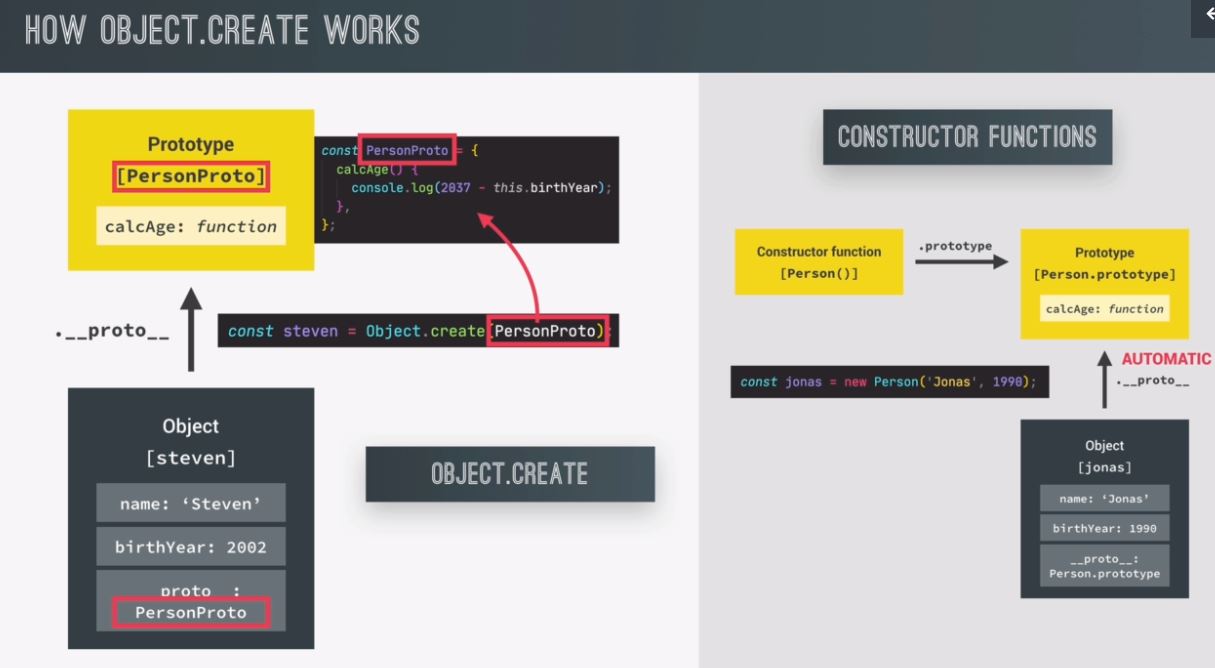 HOW OBJECT.CREATE WORKS
Prototype
[PersonProto]
calcAge: function
const PersonProto = {
calcAge() {
console.log(2037 - this.birthYear);
},
};
.__proto__
const steven = Object.create(PersonProto);
Object
[steven]
name: ‘Steven’
birthYear: 2002
__proto__:
PersonProto
OBJECT.CREATE
CONSTRUCTOR FUNCTIONS
Constructor function
[Person()]
.prototype
Prototype
[Person.prototype]
calcAge: function
const jonas = new Person('Jonas', 1990);
AUTOMATIC
.__proto__
Object
[jonas]
name: ‘Jonas’
birthYear: 1990
__proto__:
Person.prototype